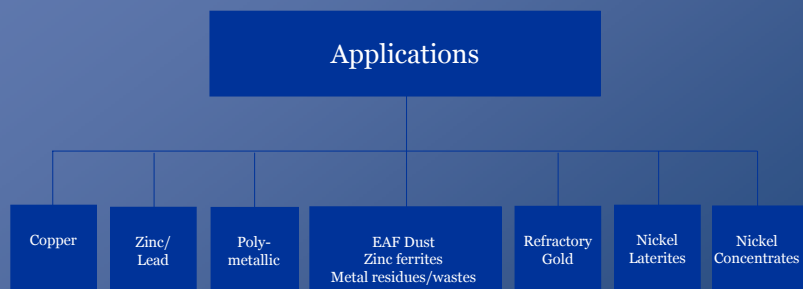 Applications
Copper
Zinc/
Lead
Poly-
metallic
EAF Dust
Zinc ferrites
Metal residues/wastes
Refractory
Gold
Nickel
Laterites
Nickel
Concentrates